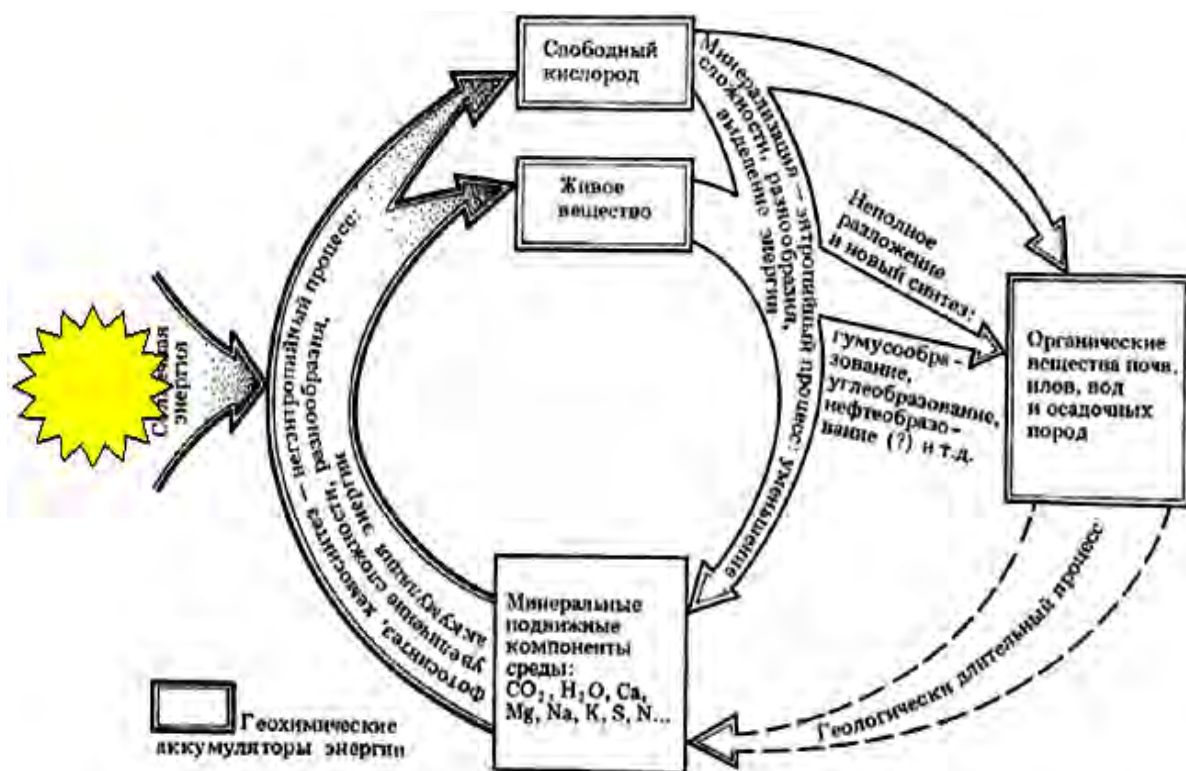 Свободный
кислород
Живое
вещество
энергия
Фотосинтез, хемосинтез — негэнтропийный процесс:
увеличение сложности, разнообразия,
аккумуляция энергии
Минерализация — энтропийный процесс: уменьшение
сложности, разнообразия,
выделение энергии
Неполное
разложение
и новый синтез:
гумусообра-
зование,
углеобразование,
нефтеобразо-
вание (?) и т.д.
Органические
вещества почв,
илов, вод
и осадочных
пород
Минеральные
подвижные
компоненты
среды:
CO₂, H₂O, Ca,
Mg, Na, K, S, N...
Геологически длительный процесс
Геохимические
аккумуляторы энергии